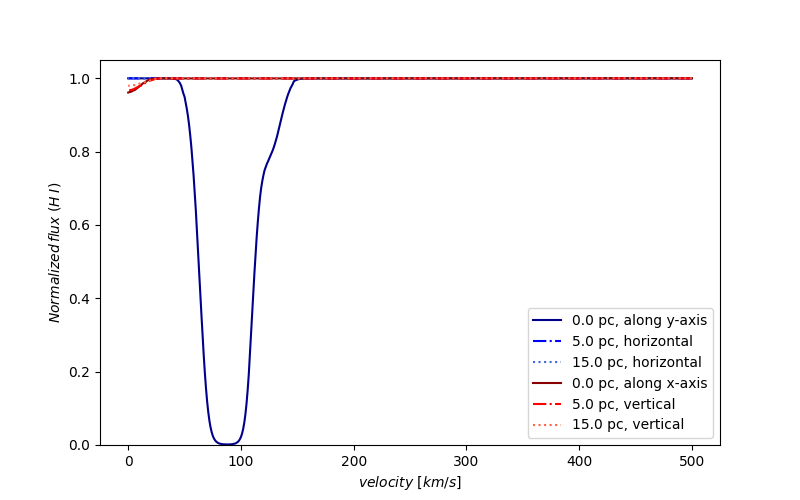 Normalized flux (H I)
1.0
0.8
0.6
0.4
0.2
0.0
0.0 pc, along y-axis
5.0 pc, horizontal
15.0 pc, horizontal
0.0 pc, along x-axis
5.0 pc, vertical
15.0 pc, vertical
0 100 200 300 400 500
velocity [km/s]